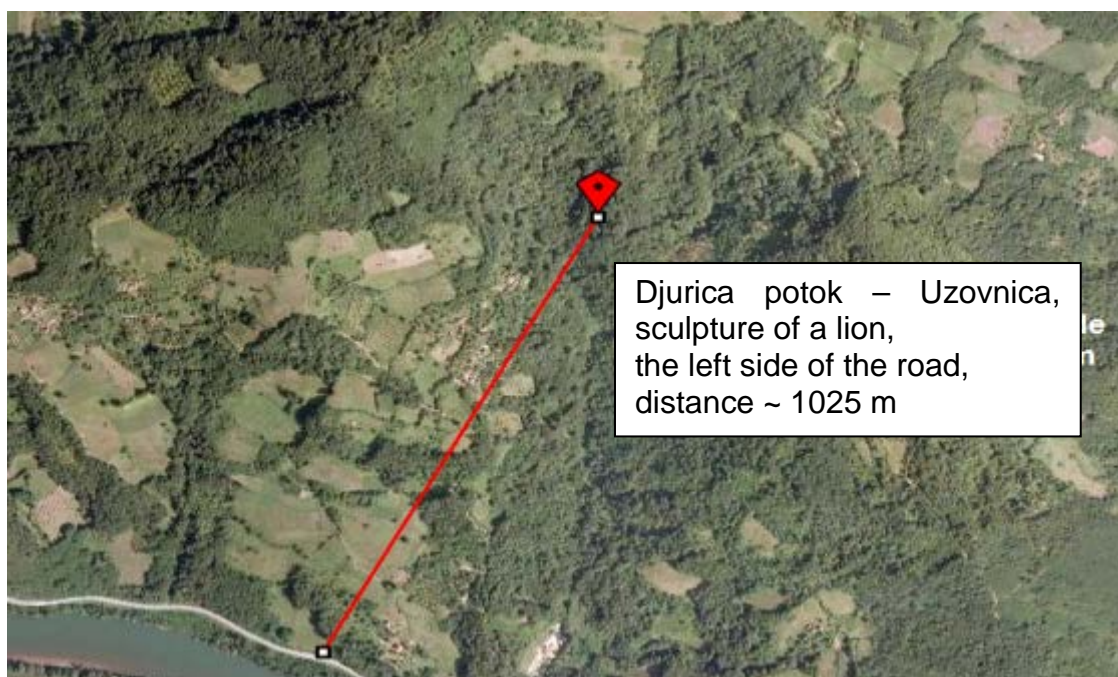 Djurica potok – Uzovnica,
sculpture of a lion,
the left side of the road,
distance ~ 1025 m